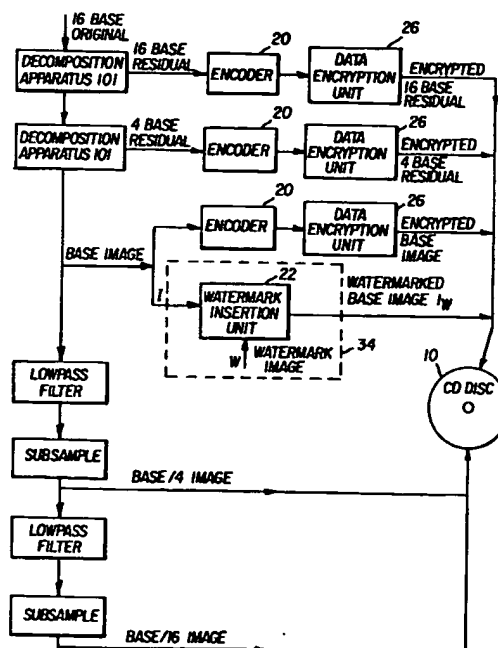 16 BASE
ORIGINAL
DECOMPOSITION
APPARATUS 101
16 BASE
RESIDUAL
20
ENCODER
26
DATA
ENCRYPTION
UNIT
ENCRYPTED
16 BASE
RESIDUAL
DECOMPOSITION
APPARATUS 101
4 BASE
RESIDUAL
20
ENCODER
26
DATA
ENCRYPTION
UNIT
ENCRYPTED
4 BASE
RESIDUAL
20
ENCODER
26
DATA
ENCRYPTION
UNIT
ENCRYPTED
BASE
IMAGE
BASE IMAGE
i
22
WATERMARK
INSERTION
UNIT
WATERMARKED
BASE IMAGE IW
W
WATERMARK
IMAGE
34
LOWPASS
FILTER
10
CD DISC
SUBSAMPLE
BASE/4 IMAGE
LOWPASS
FILTER
SUBSAMPLE
BASE/16 IMAGE